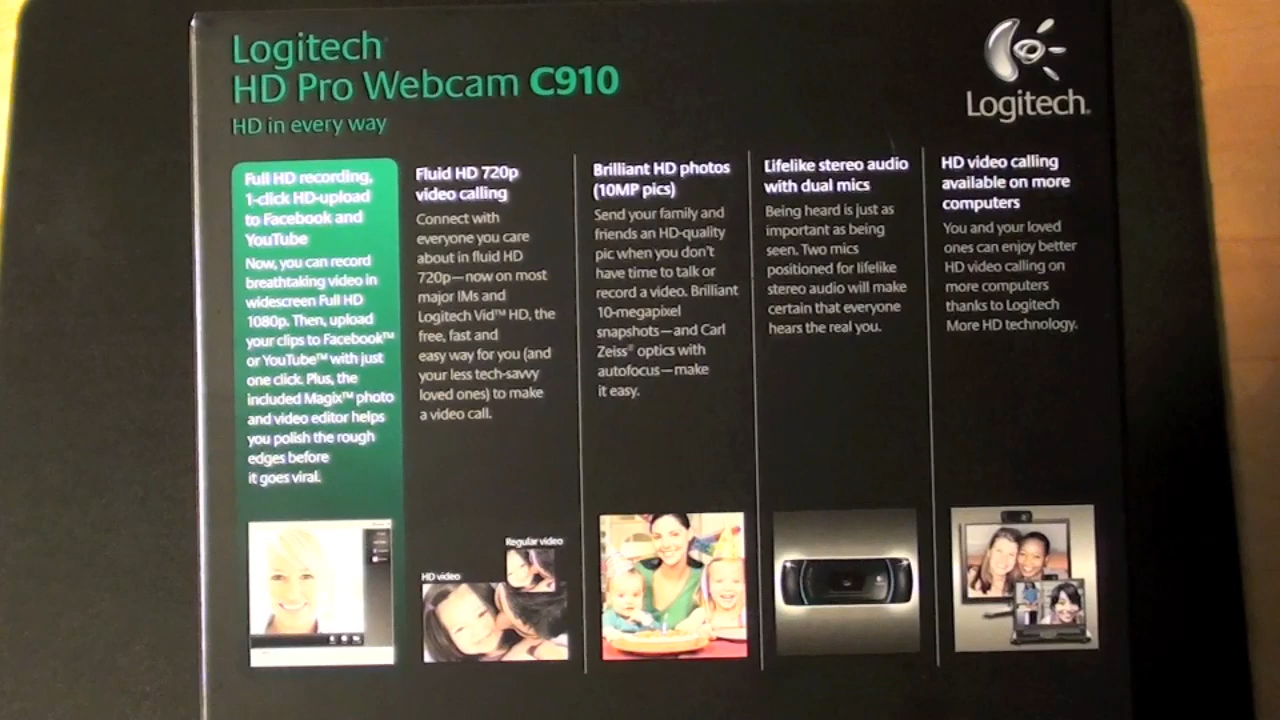 Logitech
HD Pro Webcam C910
HD in every way
Logitech.
Full HD recording,
1-click HD-upload
to Facebook and
YouTube
Now, you can record
breathtaking video in
widescreen Full HD
1080p. Then, upload
your clips to Facebook™
or YouTube™ with just
one click. Plus, the
included Magix™ photo
and video editor helps
you polish the rough
edges before
it goes viral.
Fluid HD 720p
video calling
Connect with
everyone you care
about in fluid HD
720p—now on most
major IMs and
Logitech Vid™ HD, the
free, fast and
easy way for you (and
your less tech-savvy
loved ones) to make
a video call.
HD video
Regular video
Brilliant HD photos
(10MP pics)
Send your family and
friends an HD-quality
pic when you don't
have time to talk or
record a video. Brilliant
10-megapixel
snapshots—and Carl
Zeiss® optics with
autofocus—make
it easy.
Lifelike stereo audio
with dual mics
Being heard is just as
important as being
seen. Two mics
positioned for lifelike
stereo audio will make
certain that everyone
hears the real you.
HD video calling
available on more
computers
You and your loved
ones can enjoy better
HD video calling on
more computers
thanks to Logitech
More HD technology.